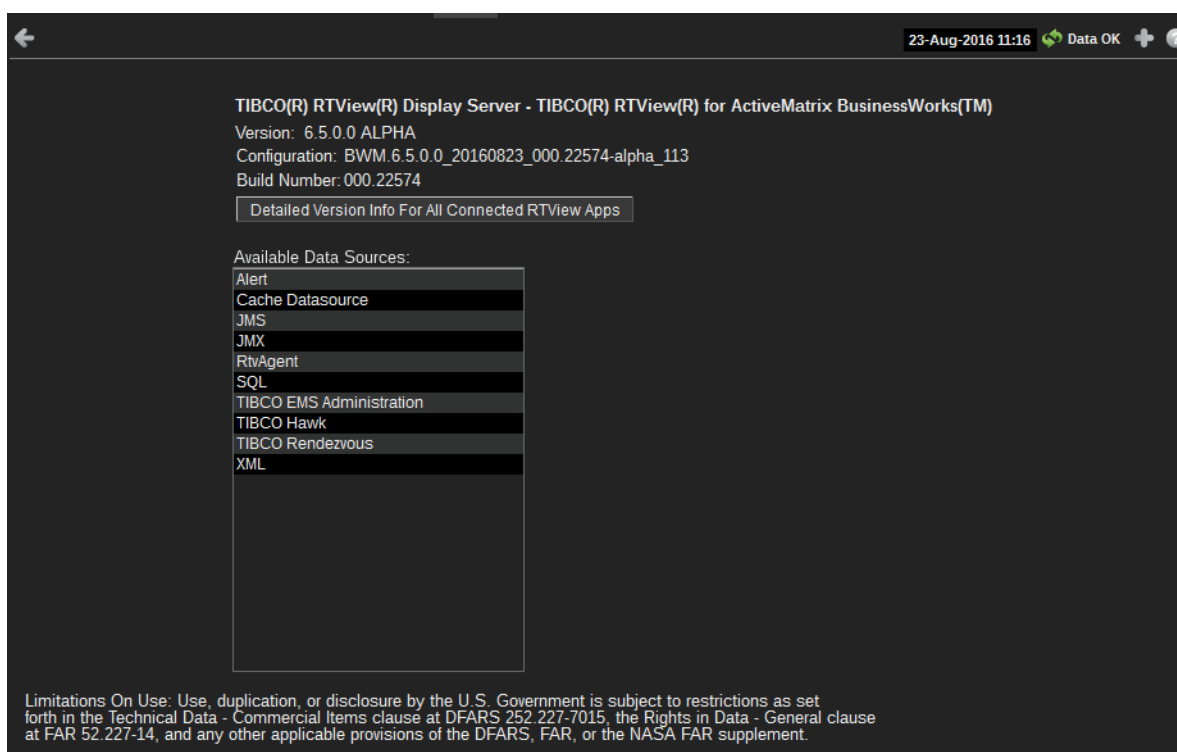 23-Aug-2016 11:16 Data OK
TIBCO(R) RTView(R) Display Server - TIBCO(R) RTView(R) for ActiveMatrix BusinessWorks(TM)
Version: 6.5.0.0 ALPHA
Configuration: BWM.6.5.0.0_20160823_000.22574-alpha_113
Build Number: 000.22574
Detailed Version Info For All Connected RTView Apps
Available Data Sources:
Alert
Cache Datasource
JMS
JMX
RtvAgent
SQL
TIBCO EMS Administration
TIBCO Hawk
TIBCO Rendezvous
XML
Limitations On Use: Use, duplication, or disclosure by the U.S. Government is subject to restrictions as set
forth in the Technical Data - Commercial Items clause at DFARS 252.227-7015, the Rights in Data - General clause
at FAR 52.227-14, and any other applicable provisions of the DFARS, FAR, or the NASA FAR supplement.